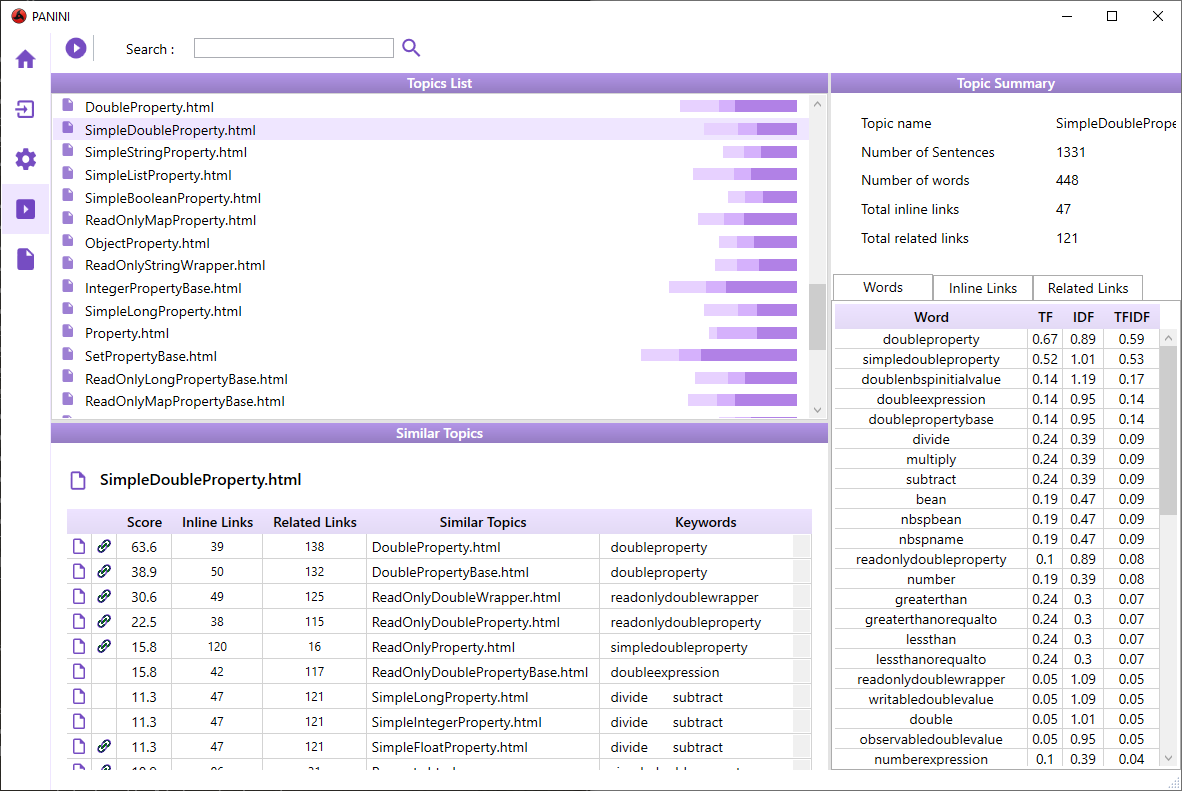 PANINI
Search :
Topics List
DoubleProperty.html
SimpleDoubleProperty.html
SimpleStringProperty.html
SimpleListProperty.html
SimpleBooleanProperty.html
ReadOnlyMapProperty.html
ObjectProperty.html
ReadOnlyStringWrapper.html
IntegerPropertyBase.html
SimpleLongProperty.html
Property.html
SetPropertyBase.html
ReadOnlyLongPropertyBase.html
ReadOnlyMapPropertyBase.html
Similar Topics
SimpleDoubleProperty.html
Score Inline Links Related Links Similar Topics Keywords
63.6 39 138 DoubleProperty.html doubleproperty
38.9 50 132 DoublePropertyBase.html doubleproperty
30.6 49 125 ReadOnlyDoubleWrapper.html readonlydoublewrapper
22.5 38 115 ReadOnlyDoubleProperty.html readonlydoubleproperty
15.8 120 16 ReadOnlyProperty.html simpledoubleproperty
15.8 42 117 ReadOnlyDoublePropertyBase.html doubleexpression
11.3 47 121 SimpleLongProperty.html divide subtract
11.3 47 121 SimpleIntegerProperty.html divide subtract
11.3 47 121 SimpleFloatProperty.html divide subtract
Topic Summary
Topic name SimpleDoublePrope
Number of Sentences 1331
Number of words 448
Total inline links 47
Total related links 121
Words Inline Links Related Links
Word TF IDF TFIDF
doubleproperty 0.67 0.89 0.59
simpledoubleproperty 0.52 1.01 0.53
doublenbspinitialvalue 0.14 1.19 0.17
doubleexpression 0.14 0.95 0.14
doublepropertybase 0.14 0.95 0.14
divide 0.24 0.39 0.09
multiply 0.24 0.39 0.09
subtract 0.24 0.39 0.09
bean 0.19 0.47 0.09
nbspbean 0.19 0.47 0.09
nbspname 0.19 0.47 0.09
readonlydoubleproperty 0.1 0.89 0.08
number 0.19 0.39 0.08
greaterthan 0.24 0.3 0.07
greaterthanorequalto 0.24 0.3 0.07
lessthan 0.24 0.3 0.07
lessthanorequalto 0.24 0.3 0.07
readonlydoublewrapper 0.05 1.09 0.05
writabledoublevalue 0.05 1.09 0.05
double 0.05 1.01 0.05
observabledoublevalue 0.05 0.95 0.05
numberexpression 0.1 0.39 0.04